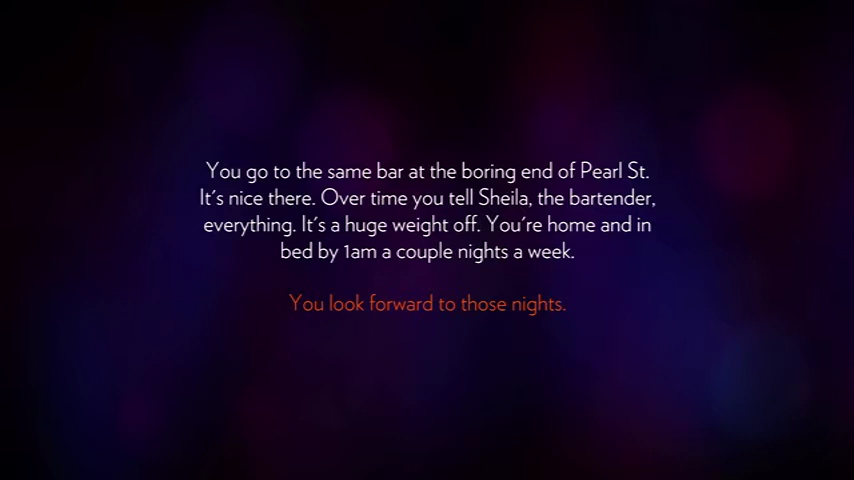 You go to the same bar at the boring end of Pearl St.
It's nice there. Over time you tell Sheila, the bartender,
everything. It's a huge weight off. You're home and in
bed by 1am a couple nights a week.
You look forward to those nights.